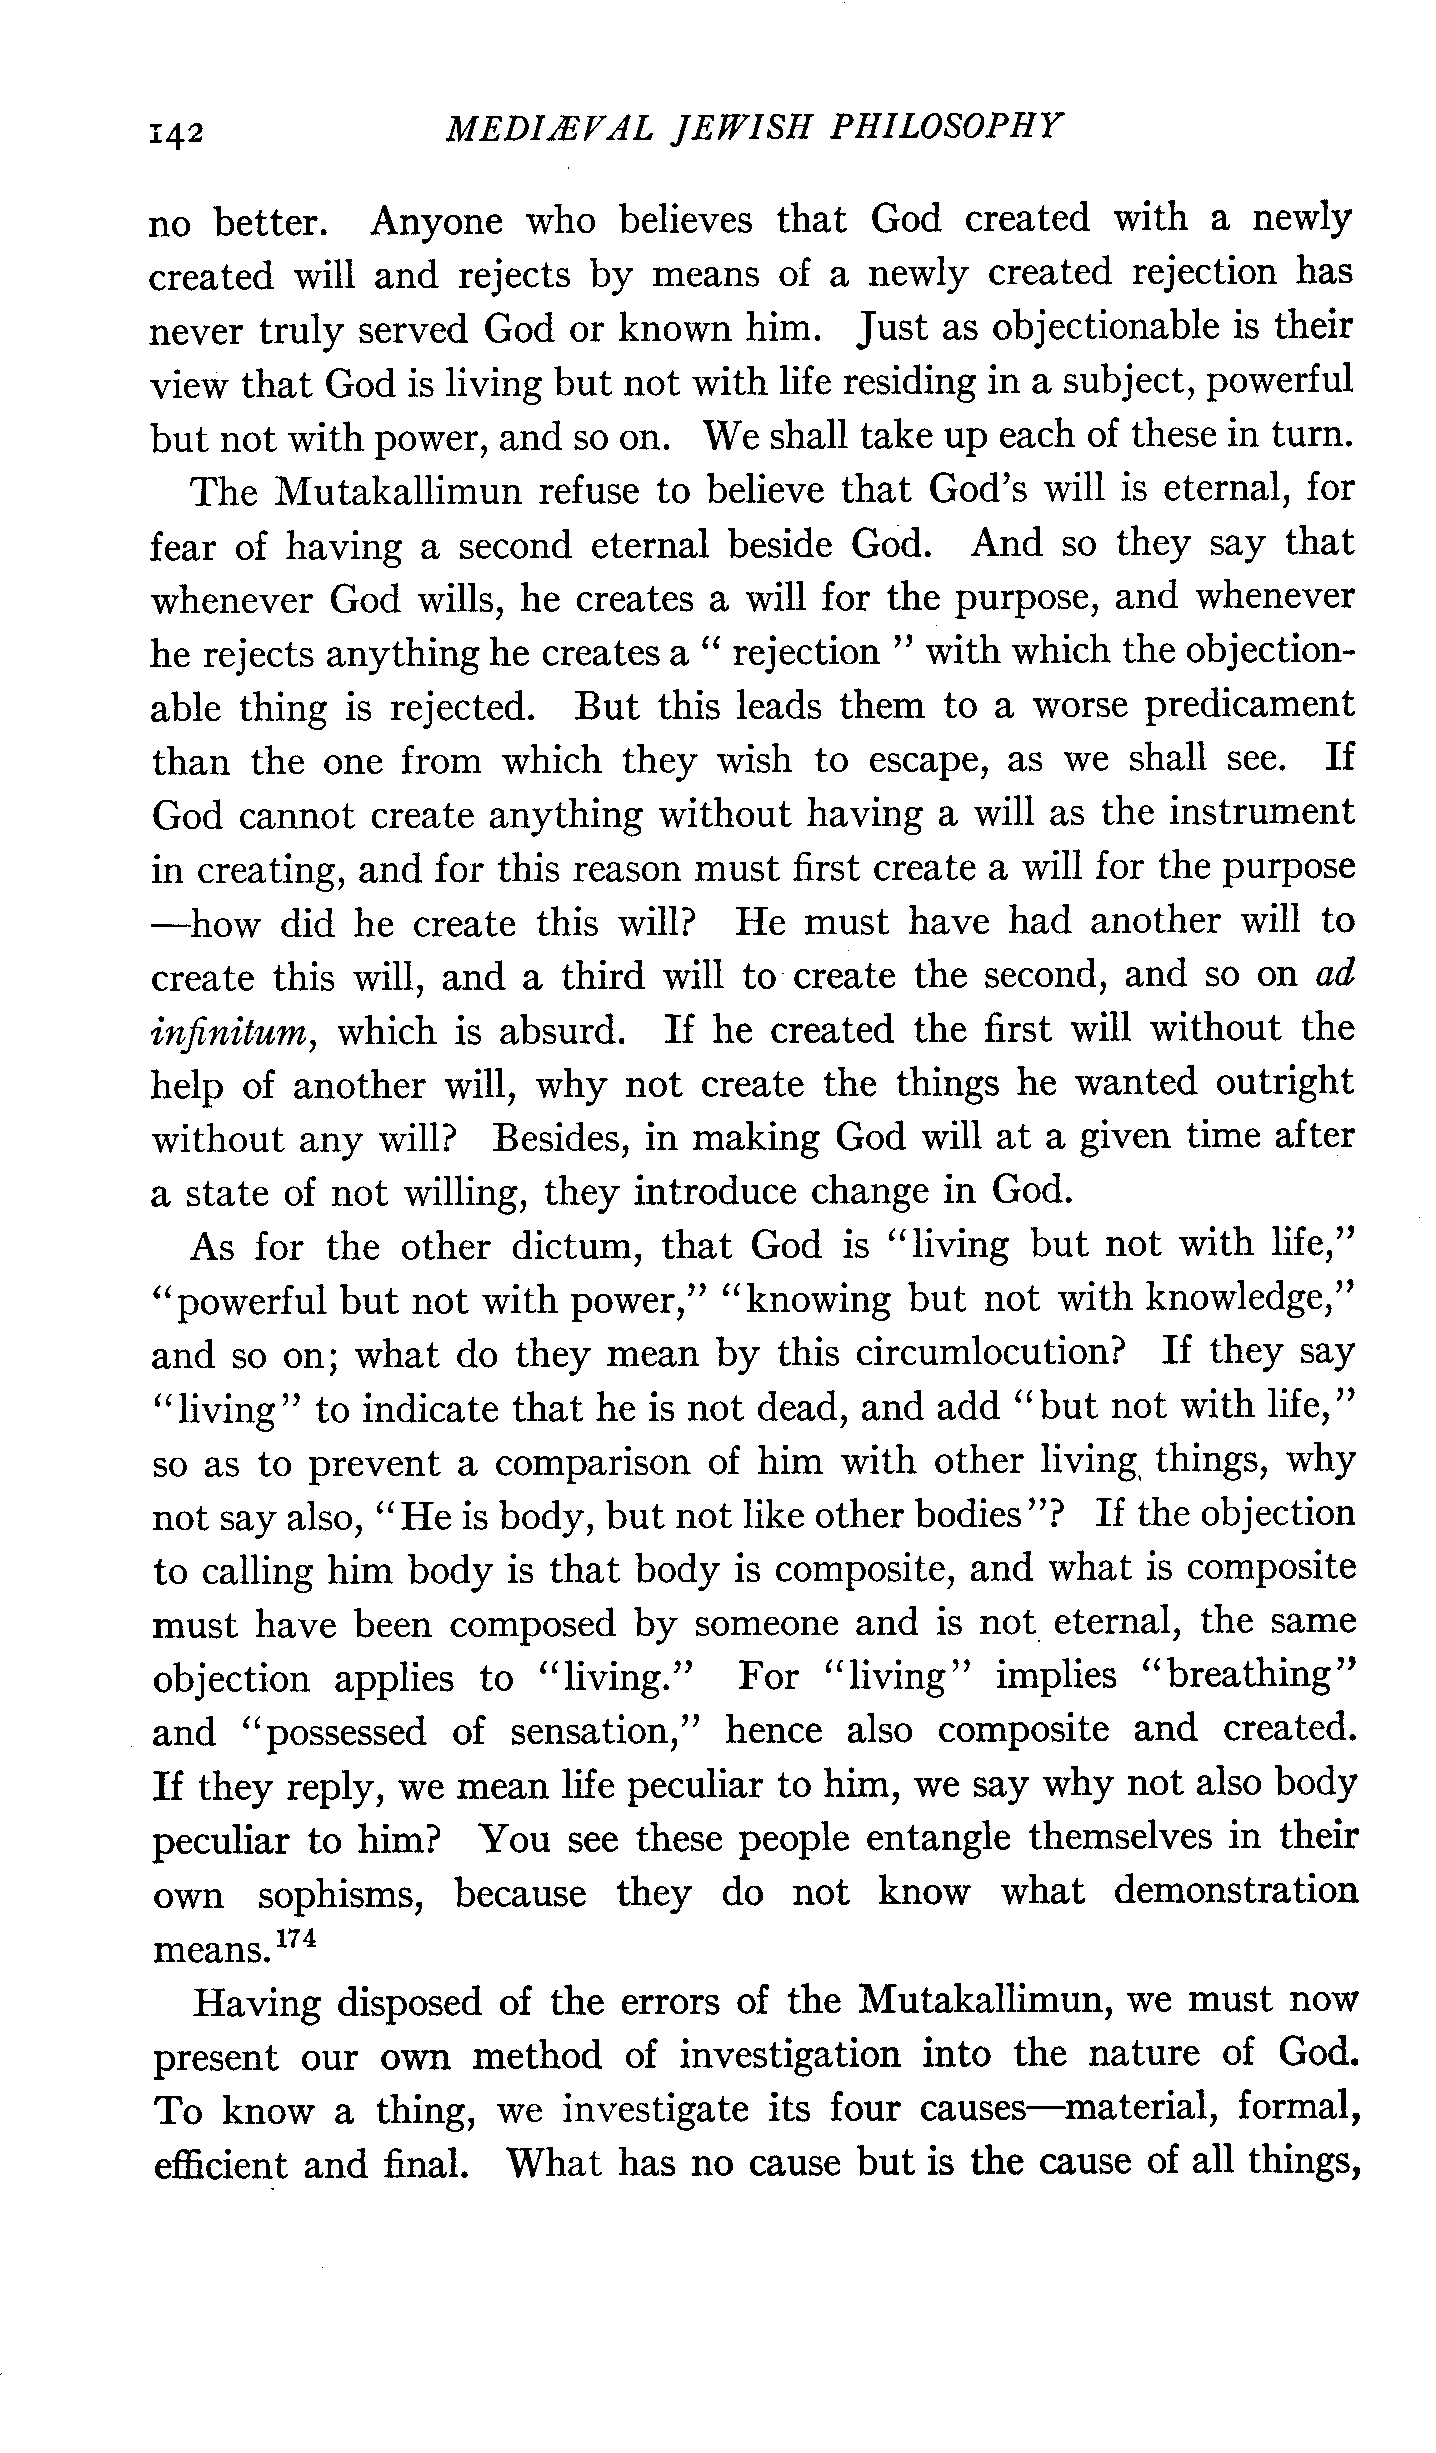 142 MEDIÆVAL JEWISH PHILOSOPHY
no better. Anyone who believes that God created with a newly
created will and rejects by means of a newly created rejection has
never truly served God or known him. Just as objectionable is their
view that God is living but not with life residing in a subject, powerful
but not with power, and so on. We shall take up each of these in turn.
The Mutakallimun refuse to believe that God's will is eternal, for
fear of having a second eternal beside God. And so they say that
whenever God wills, he creates a will for the purpose, and whenever
he rejects anything he creates a “ rejection ” with which the objection-
able thing is rejected. But this leads them to a worse predicament
than the one from which they wish to escape, as we shall see. If
God cannot create anything without having a will as the instrument
in creating, and for this reason must first create a will for the purpose
—how did he create this will? He must have had another will to
create this will, and a third will to create the second, and so on ad
infinitum, which is absurd. If he created the first will without the
help of another will, why not create the things he wanted outright
without any will? Besides, in making God will at a given time after
a state of not willing, they introduce change in God.
As for the other dictum, that God is “living but not with life,”
“powerful but not with power,” “knowing but not with knowledge,”
and so on; what do they mean by this circumlocution? If they say
“living” to indicate that he is not dead, and add “but not with life,”
so as to prevent a comparison of him with other living things, why
not say also, “He is body, but not like other bodies”? If the objection
to calling him body is that body is composite, and what is composite
must have been composed by someone and is not eternal, the same
objection applies to “living.” For “living” implies “breathing”
and “possessed of sensation,” hence also composite and created.
If they reply, we mean life peculiar to him, we say why not also body
peculiar to him? You see these people entangle themselves in their
own sophisms, because they do not know what demonstration
means.174
Having disposed of the errors of the Mutakallimun, we must now
present our own method of investigation into the nature of God.
To know a thing, we investigate its four causes—material, formal,
efficient and final. What has no cause but is the cause of all things,